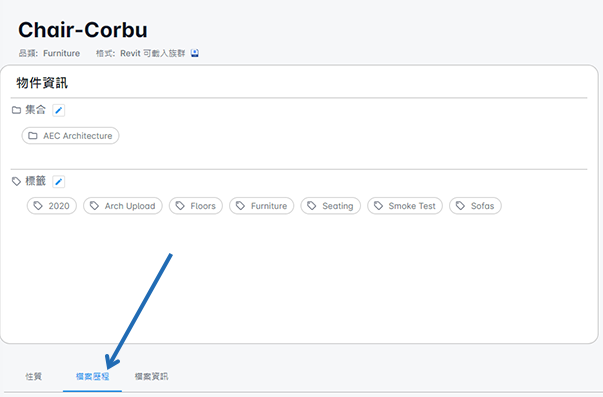 Chair-Corbu
品類: Furniture 格式: Revit 可載入族群
物件資訊
集合
AEC Architecture
標籤
2020 Arch Upload Floors Furniture Seating Smoke Test Sofas
性質 檔案歷程 檔案資訊